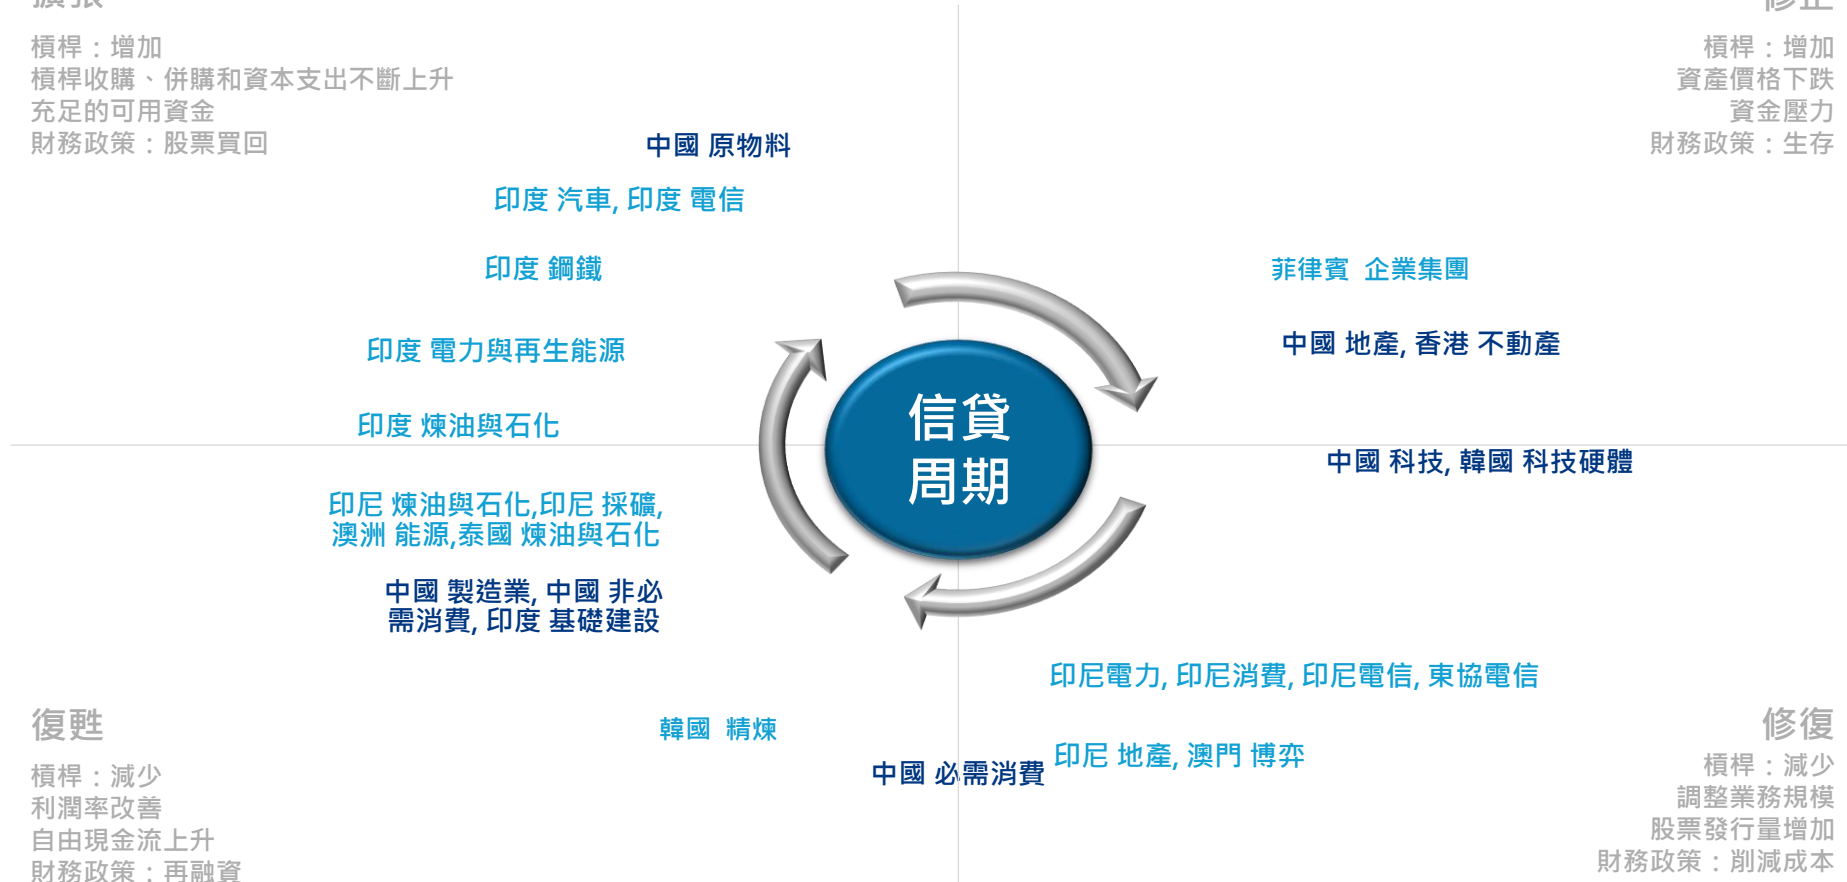 擴張
槓桿：增加
槓桿收購、併購和資本支出不斷上升
充足的可用資金
財務政策：股票買回
修正
槓桿：增加
資產價格下跌
資金壓力
財務政策：生存
中國 原物料
印度 汽車, 印度 電信
印度 鋼鐵
印度 電力與再生能源
印度 煉油與石化
菲律賓 企業集團
中國 地產, 香港 不動產
信貸
周期
中國 科技, 韓國 科技硬體
印尼 煉油與石化,印尼 採礦,
澳洲 能源,泰國 煉油與石化
中國 製造業, 中國 非必
需消費, 印度 基礎建設
印尼電力, 印尼消費, 印尼電信, 東協電信
韓國 精煉
中國 必需消費
印尼 地產, 澳門 博弈
復甦
槓桿：減少
利潤率改善
自由現金流上升
財務政策：再融資
修復
槓桿：減少
調整業務規模
股票發行量增加
財務政策：削減成本